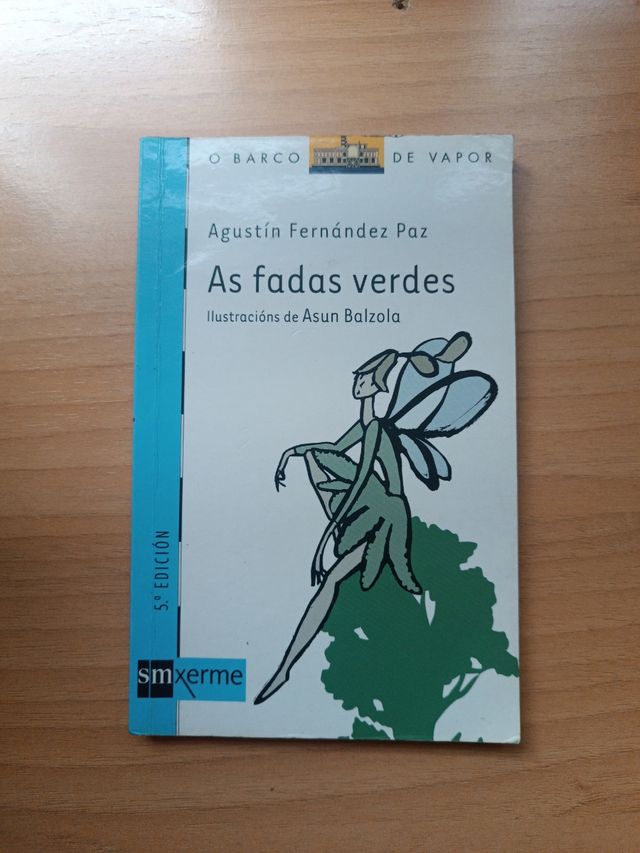 O BARCO DE VAPOR
Agustín Fernández Paz
As fadas verdes
Ilustracións de Asun Balzola
5.ª EDICIÓN
smxerme